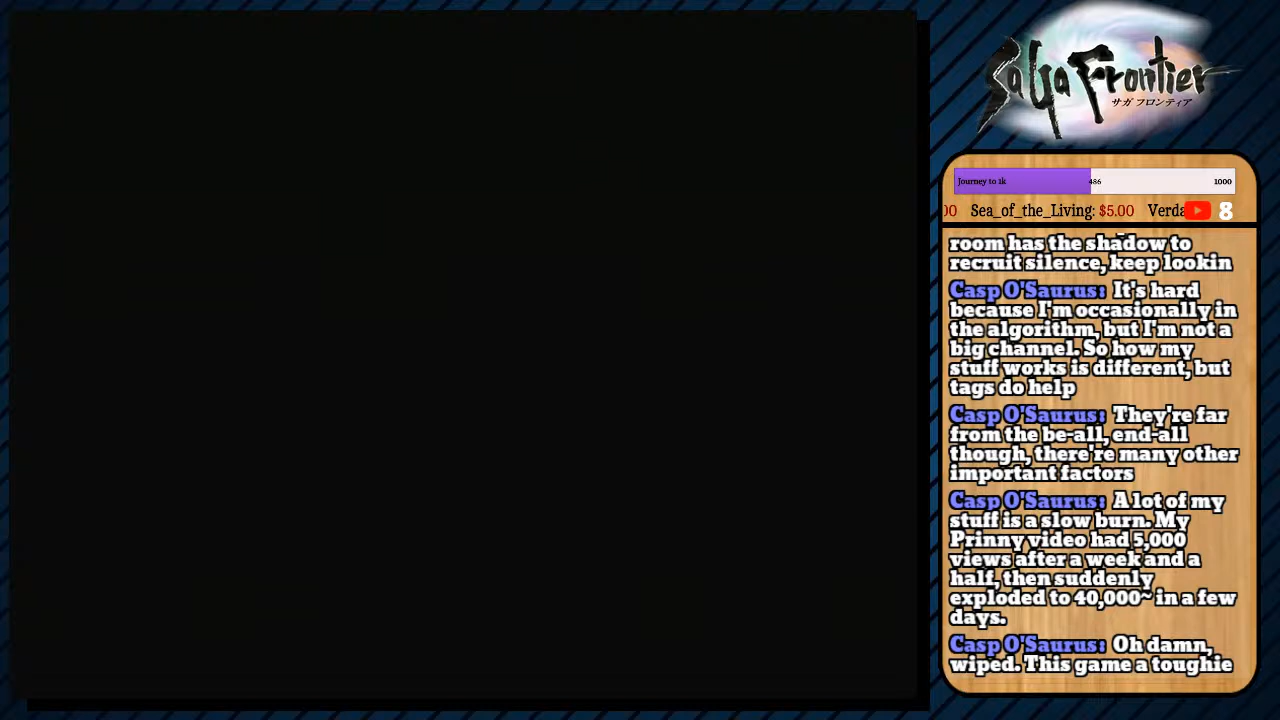 SaGa Frontier
サガ フロンティア
Journey to 1k 486 1000
00 Sea_of_the_Living: $5.00 Verda 8
room has the shadow to
recruit silence, keep lookin
Casp O'Saurus: It's hard
because I'm occasionally in
the algorithm, but I'm not a
big channel. So how my
stuff works is different, but
tags do help
Casp O'Saurus: They're far
from the be-all, end-all
though, there're many other
important factors
Casp O'Saurus: A lot of my
stuff is a slow burn. My
Prinny video had 5,000
views after a week and a
half, then suddenly
exploded to 40,000~ in a few
days.
Casp O'Saurus: Oh damn,
wiped. This game a toughie